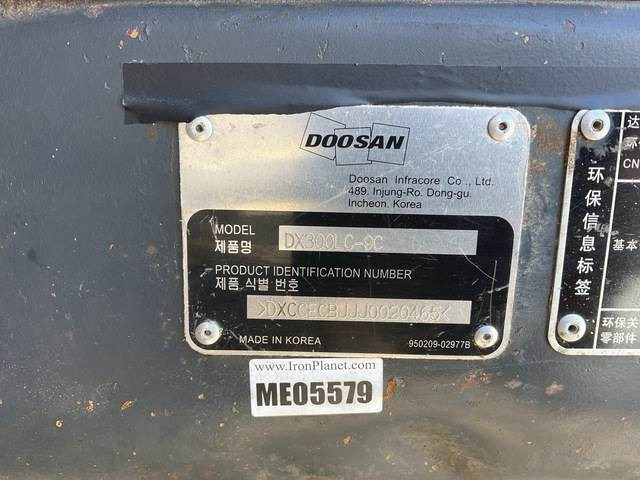 DOOSAN
Doosan Infracore Co., Ltd.
489. Injung-Ro. Dong-gu.
Incheon. Korea
MODEL
제품명
DX300LC-9C
PRODUCT IDENTIFICATION NUMBER
제품 식별 번호
>DXCCECBJJJ0020465<
MADE IN KOREA
950209-02977B
www.IronPlanet.com
ME05579
环保信息标签
达
CN
基本
环保关
零部件